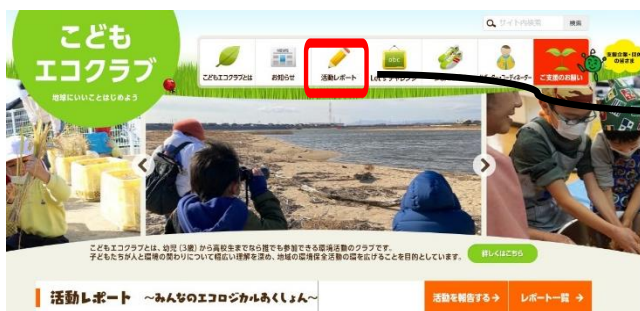 サイト内検索
検索
こども
エコクラブ
地域にいいことはじめよう
こどもエコクラブとは
NEWS
お知らせ
活動レポート
ご支援のお願い
こどもエコクラブとは、幼児（3歳）から高校生までなら誰でも参加できる環境活動のクラブです。
子どもたちが人と環境の関わりについて幅広い理解を深め、地域の環境保全活動の環を広げることを目的としています。
詳しくはこちら
活動レポート ～みんなのエコロジカルあくしょん～
活動を報告する→
レポート一覧 →